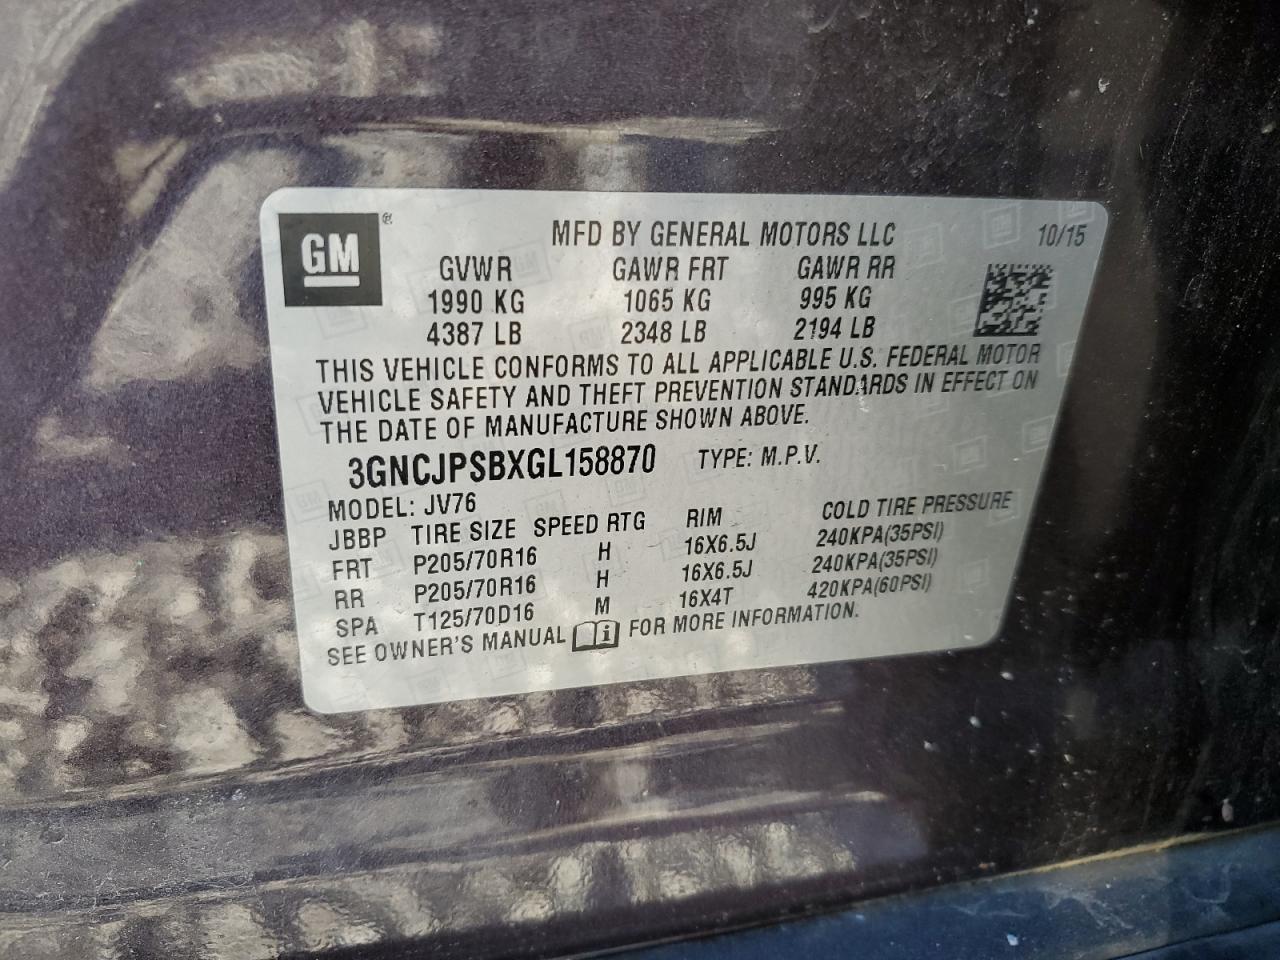 GM
®
MFD BY GENERAL MOTORS LLC 10/15
GVWR GAWR FRT GAWR RR
1990 KG 1065 KG 995 KG
4387 LB 2348 LB 2194 LB
THIS VEHICLE CONFORMS TO ALL APPLICABLE U.S. FEDERAL MOTOR
VEHICLE SAFETY AND THEFT PREVENTION STANDARDS IN EFFECT ON
THE DATE OF MANUFACTURE SHOWN ABOVE.
3GNCJPSBXGL158870 TYPE: M.P.V.
MODEL: JV76
JBBP TIRE SIZE SPEED RTG RIM COLD TIRE PRESSURE
FRT P205/70R16 H 16X6.5J 240KPA(35PSI)
RR P205/70R16 H 16X6.5J 240KPA(35PSI)
SPA T125/70D16 M 16X4T 420KPA(60PSI)
SEE OWNER'S MANUAL i FOR MORE INFORMATION.